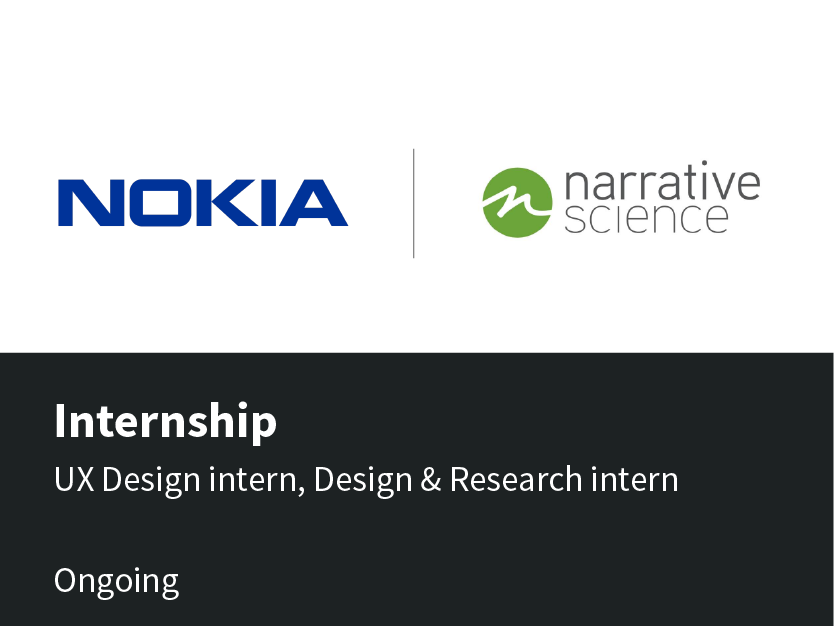 NOKIA
narrative
science
Internship
UX Design intern, Design & Research intern
Ongoing